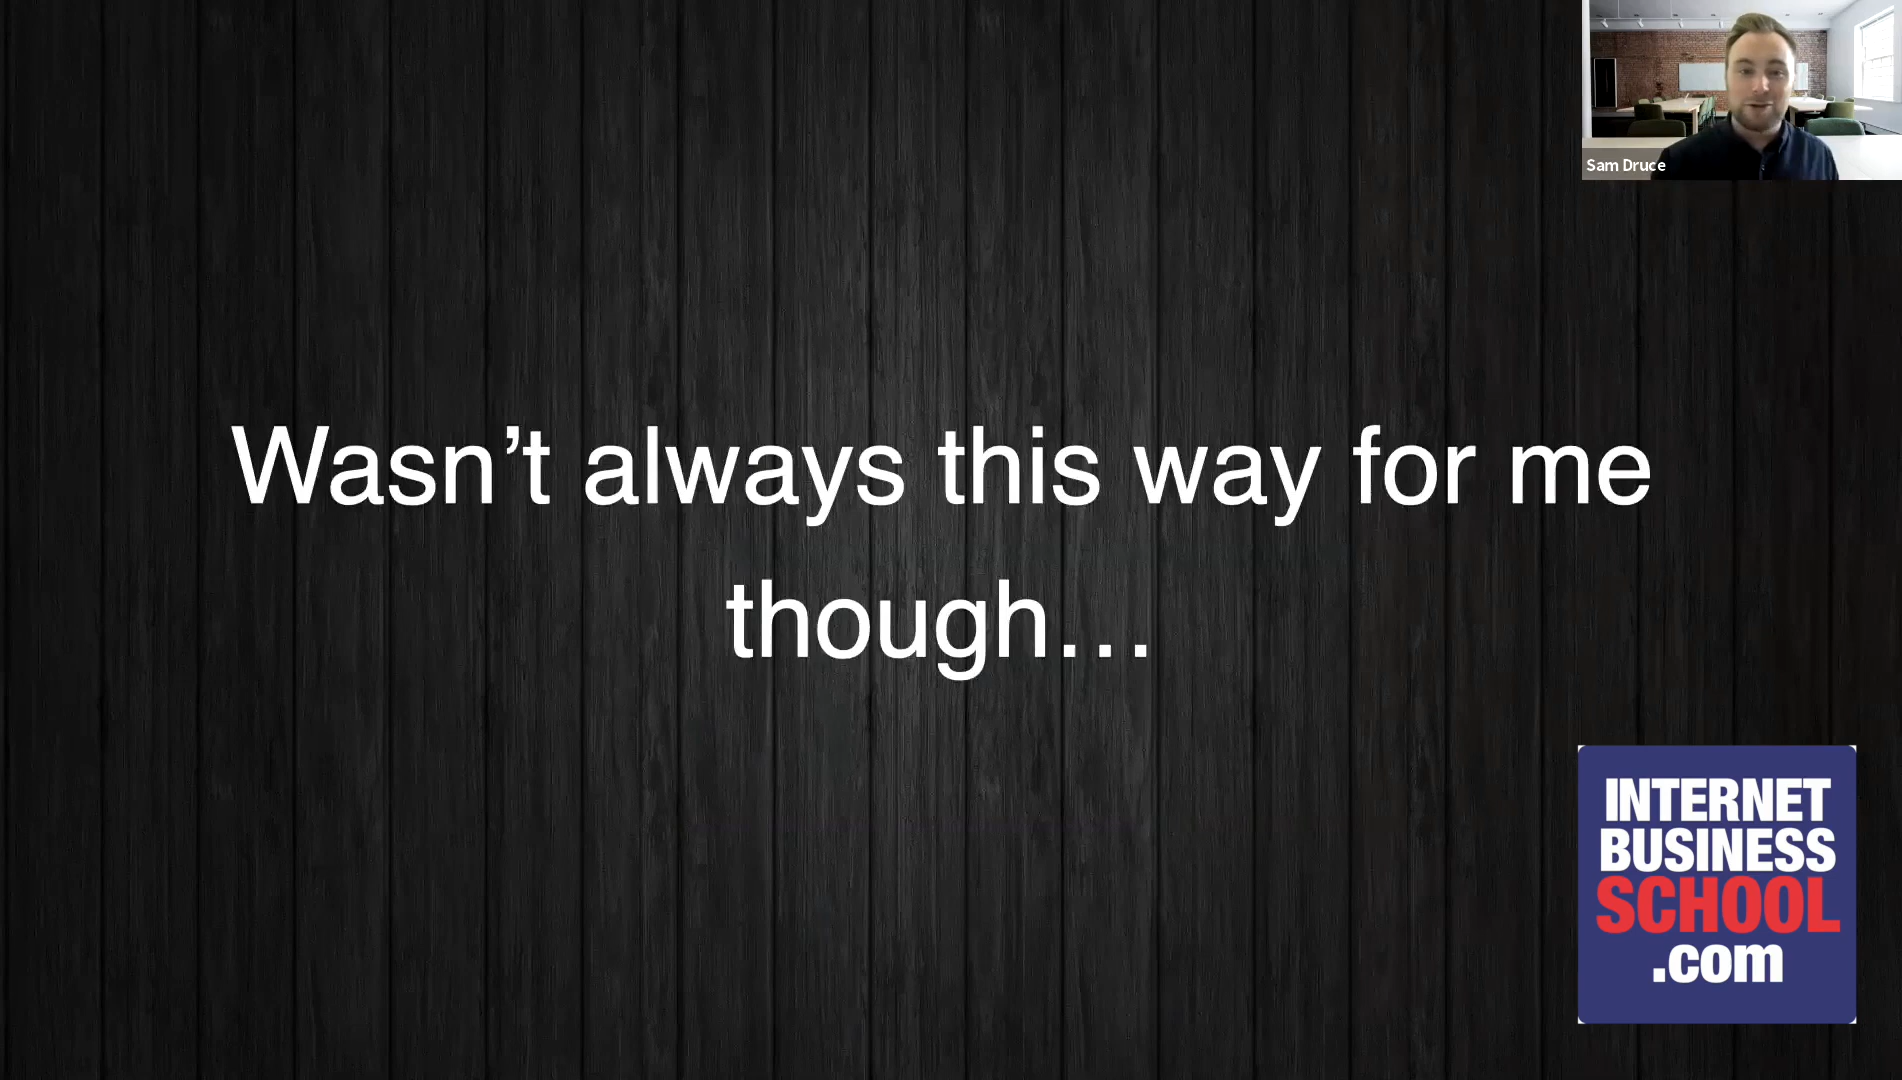 Sam Druce
Wasn’t always this way for me
though…
INTERNET
BUSINESS
SCHOOL
.com